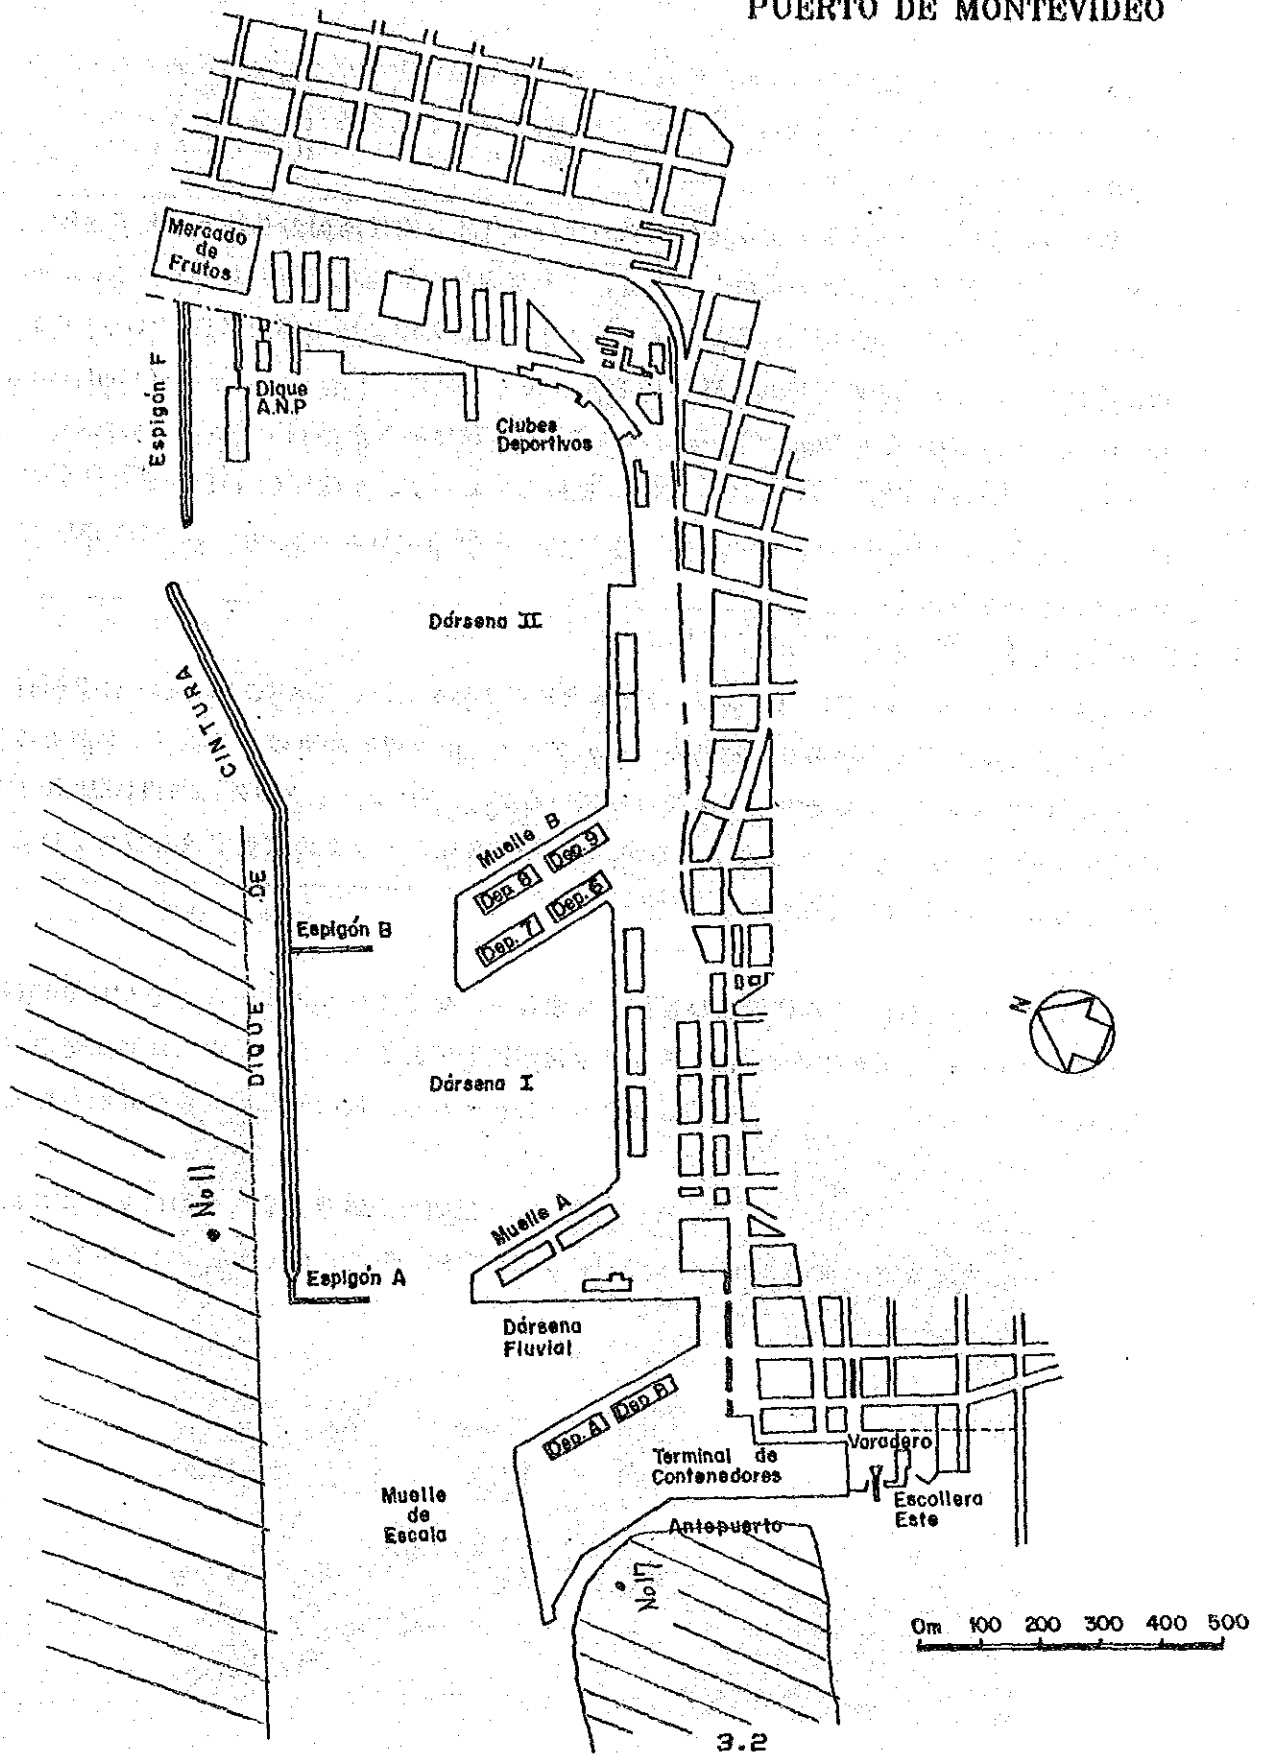 PUERTO DE MONTEVIDEO
Mercado
de
Frutos
Espigón F
Dique
A.N.P
Clubes
Deportivos
Dársena II
DIQUE DE CINTURA
Muelle B
Dep. 8
Dep. 9
Dep. 7
Dep. 6
Espigón B
N
Dársena I
No 11
Muelle A
Espigón A
Dársena
Fluvial
Dep. A
Dep. B
Terminal de
Contenedores
Varadero
Muelle
de
Escala
Escollera
Este
Antepuerto
No 17
0m 100 200 300 400 500
3.2